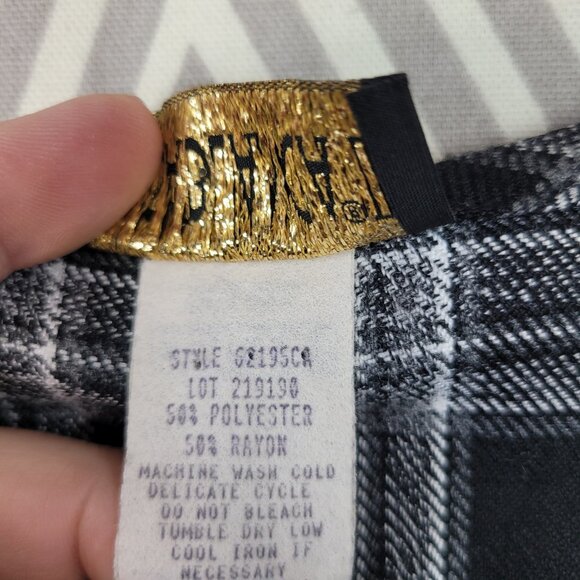 ®
STYLE 62195CA
LOT 219190
50% POLYESTER
50% RAYON
MACHINE WASH COLD
DELICATE CYCLE
DO NOT BLEACH
TUMBLE DRY LOW
COOL IRON IF
NECESSARY